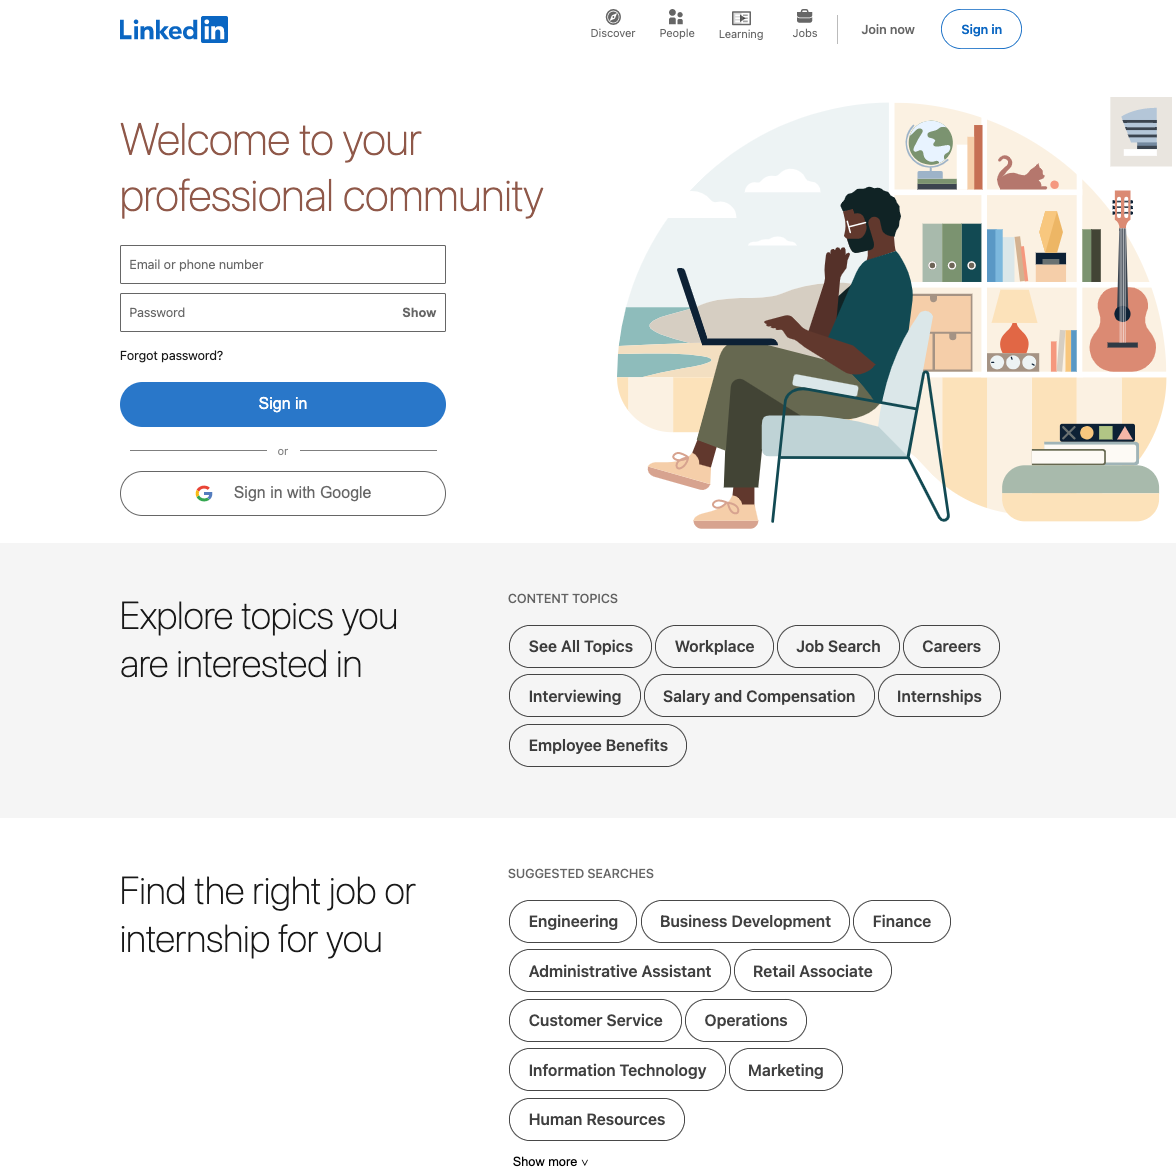 Linked in
Discover
People
Learning
Jobs
Join now
Sign in
Welcome to your
professional community
Email or phone number
Password
Show
Forgot password?
Sign in
or
Sign in with Google
Explore topics you
are interested in
CONTENT TOPICS
See All Topics
Workplace
Job Search
Careers
Interviewing
Salary and Compensation
Internships
Employee Benefits
Find the right job or
internship for you
SUGGESTED SEARCHES
Engineering
Business Development
Finance
Administrative Assistant
Retail Associate
Customer Service
Operations
Information Technology
Marketing
Human Resources
Show more